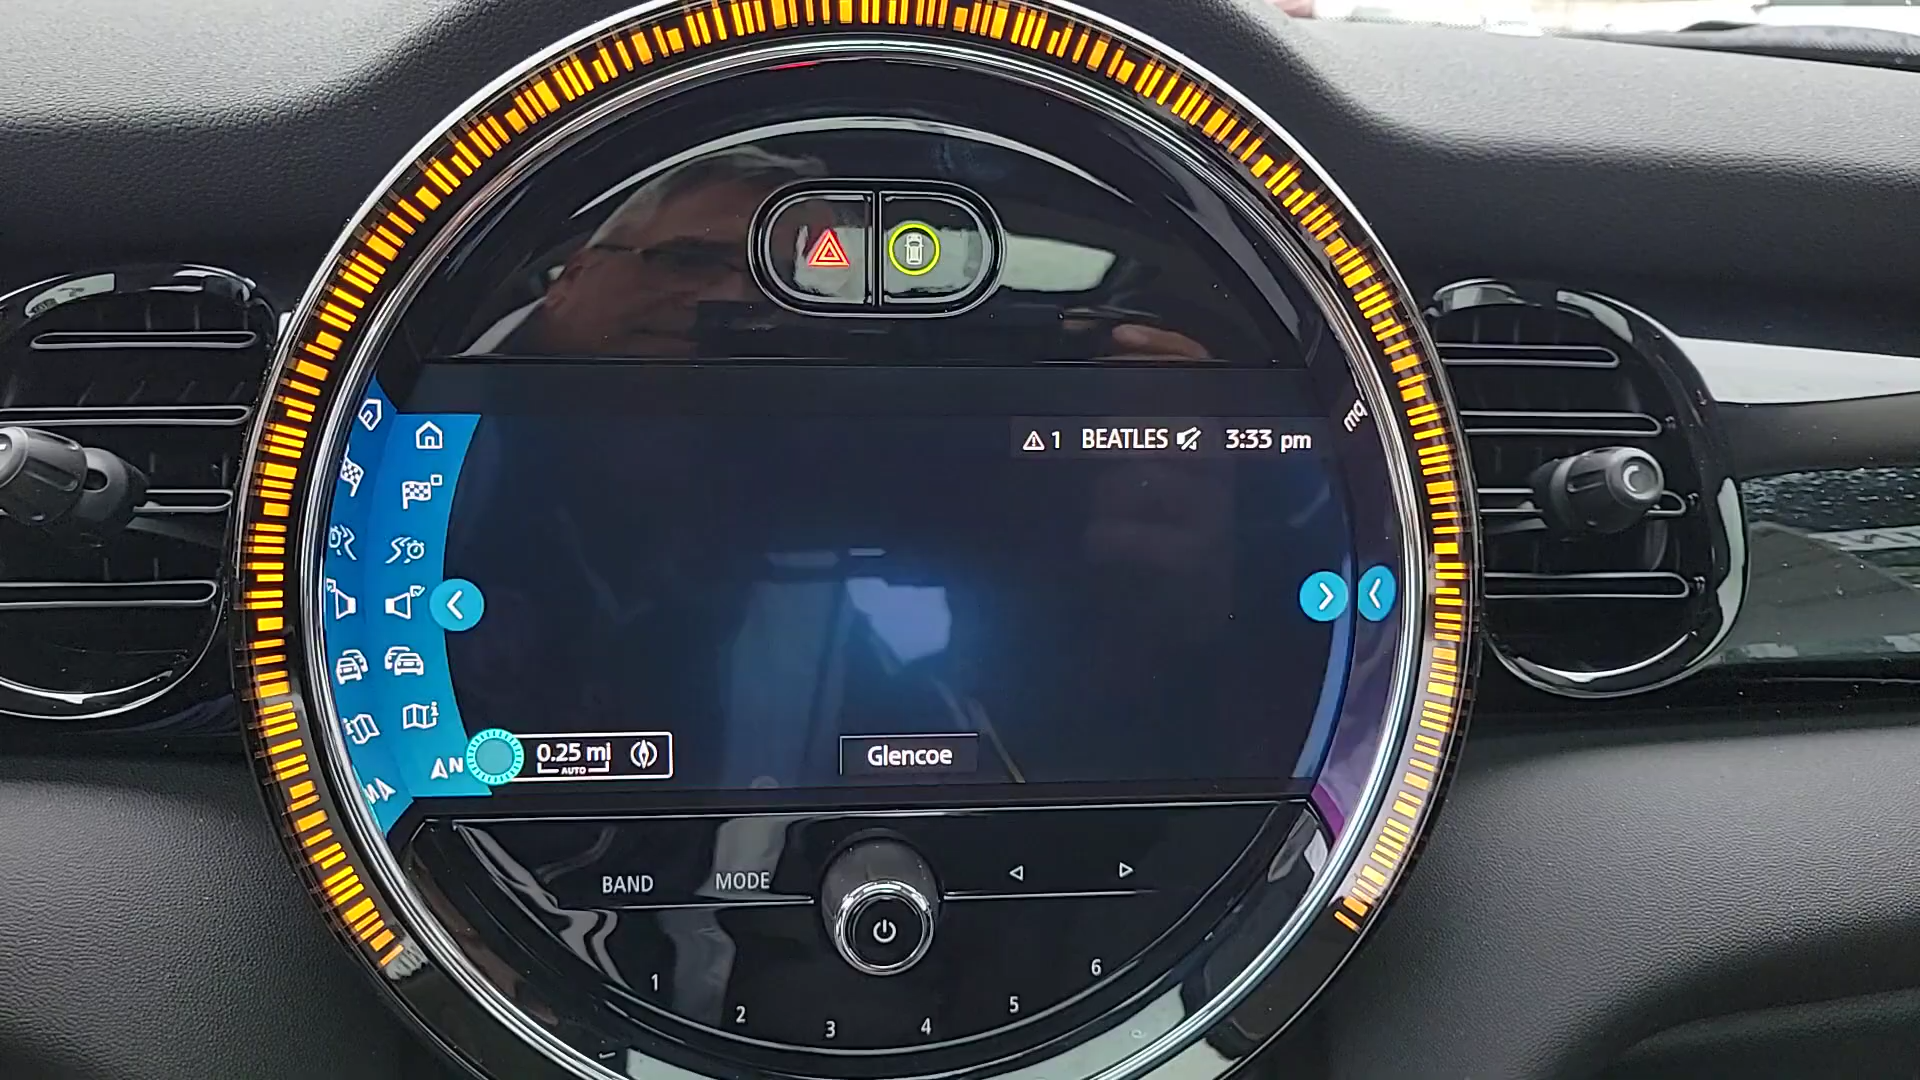 1 BEATLES 3:33 pm
N
0.25 mi
AUTO
Glencoe
BAND MODE
1 2 3 4 5 6